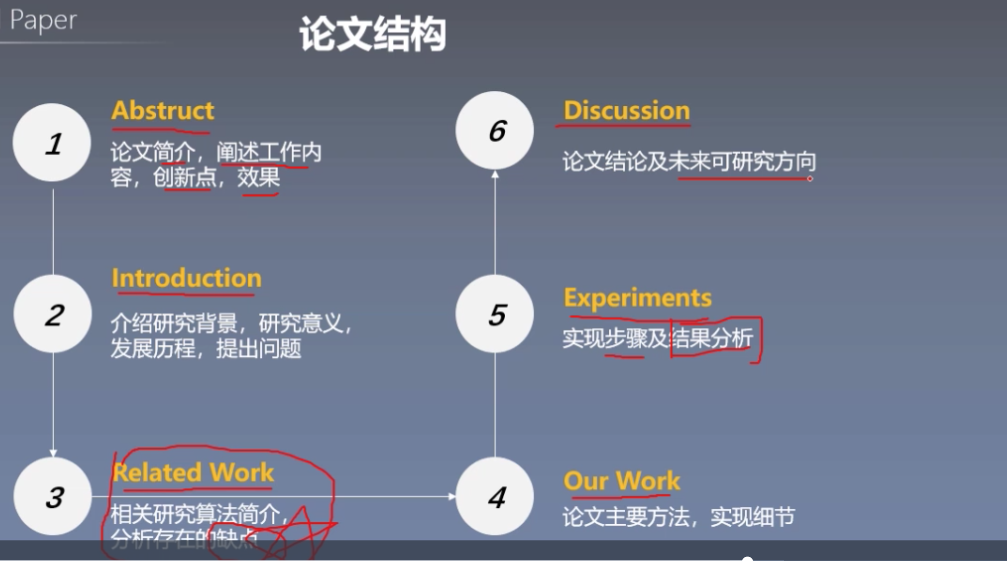 Paper
论文结构
1
Abstruct
论文简介，阐述工作内
容，创新点，效果
2
Introduction
介绍研究背景，研究意义，
发展历程，提出问题
3
Related Work
相关研究算法简介，
分析存在的缺点
4
Our Work
论文主要方法，实现细节
5
Experiments
实现步骤及结果分析
6
Discussion
论文结论及未来可研究方向